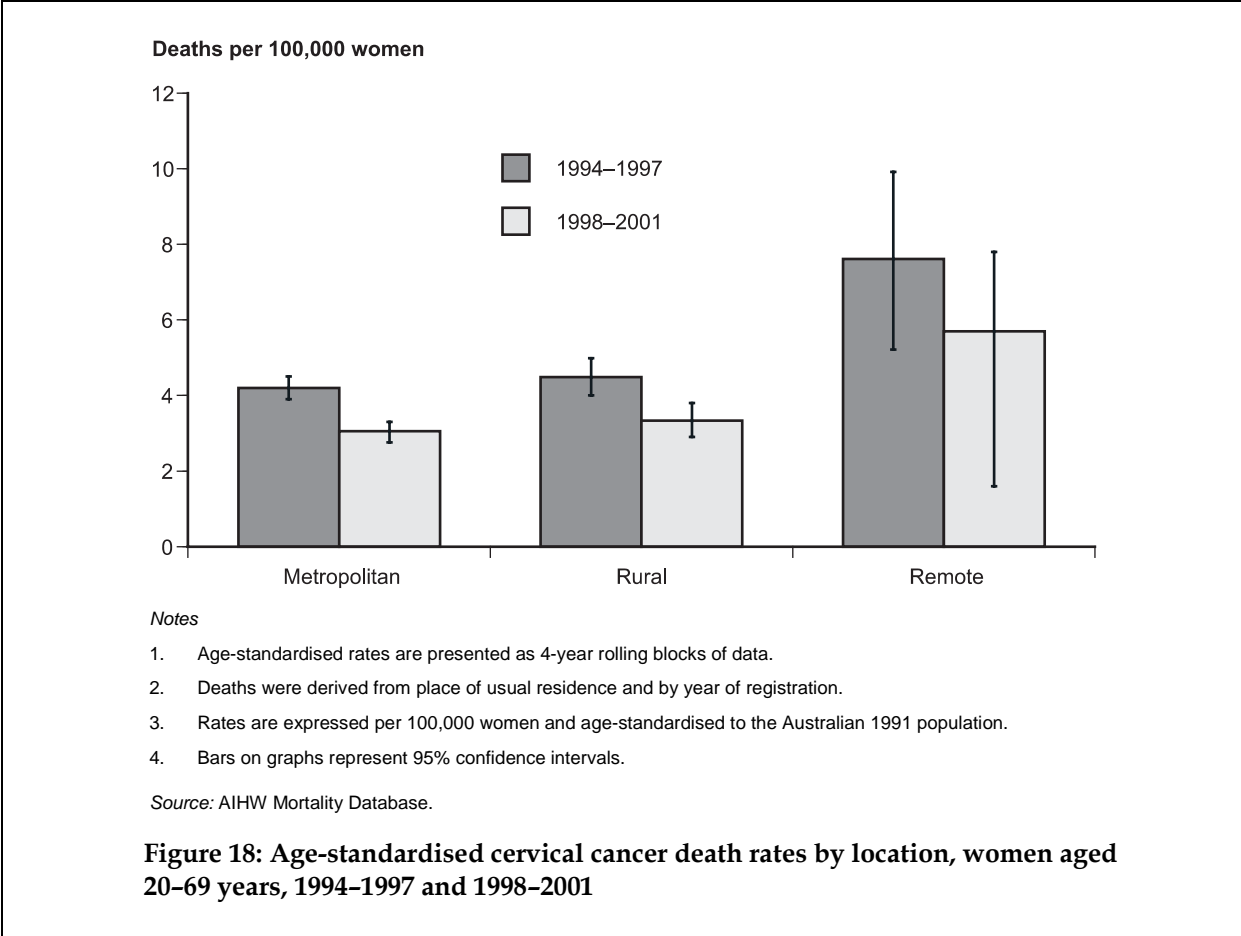 Deaths per 100,000 women
12
10
8
6
4
2
0
1994–1997
1998–2001
Metropolitan
Rural
Remote
Notes
1. Age-standardised rates are presented as 4-year rolling blocks of data.
2. Deaths were derived from place of usual residence and by year of registration.
3. Rates are expressed per 100,000 women and age-standardised to the Australian 1991 population.
4. Bars on graphs represent 95% confidence intervals.
Source: AIHW Mortality Database.
Figure 18: Age-standardised cervical cancer death rates by location, women aged
20–69 years, 1994–1997 and 1998–2001